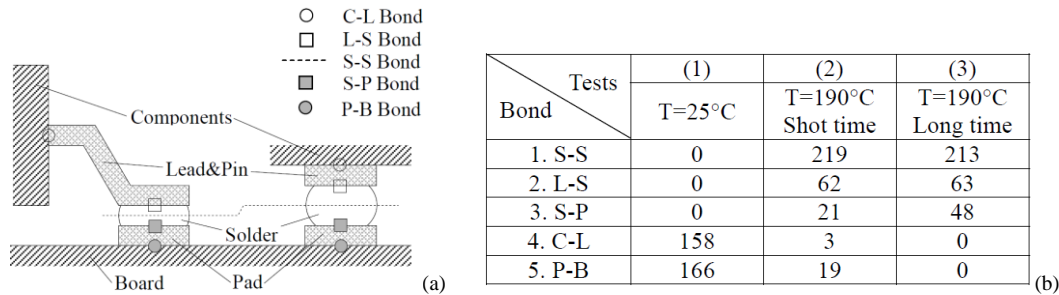 C-L Bond
L-S Bond
S-S Bond
S-P Bond
P-B Bond
Components
Lead&Pin
Solder
Board
Pad
(a)
Tests
Bond
(1)
(2)
(3)
T=25°C
T=190°C
Shot time
T=190°C
Long time
1. S-S 0 219 213
2. L-S 0 62 63
3. S-P 0 21 48
4. C-L 158 3 0
5. P-B 166 19 0
(b)